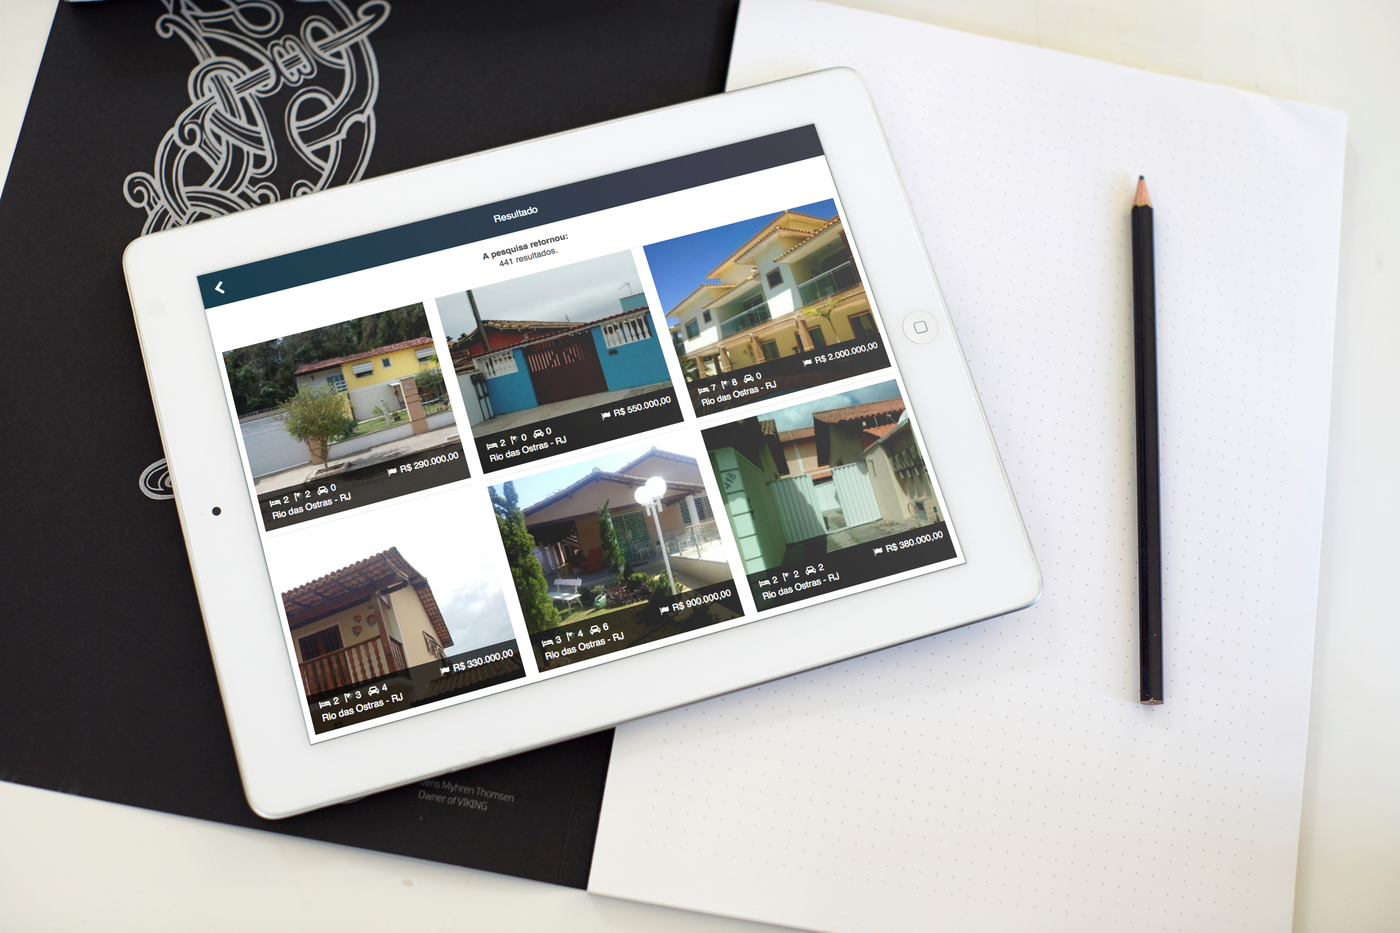 Resultado
A pesquisa retornou:
441 resultados.
R$ 290.000,00
2 2 0
Rio das Ostras - RJ
R$ 550.000,00
2 0 0
Rio das Ostras - RJ
R$ 2.000.000,00
7 8 0
Rio das Ostras - RJ
R$ 330.000,00
2 3 4
Rio das Ostras - RJ
R$ 900.000,00
3 4 6
Rio das Ostras - RJ
418
R$ 380.000,00
2 2 2
Rio das Ostras - RJ
Jens Myhren Thomsen
Owner of VIKING